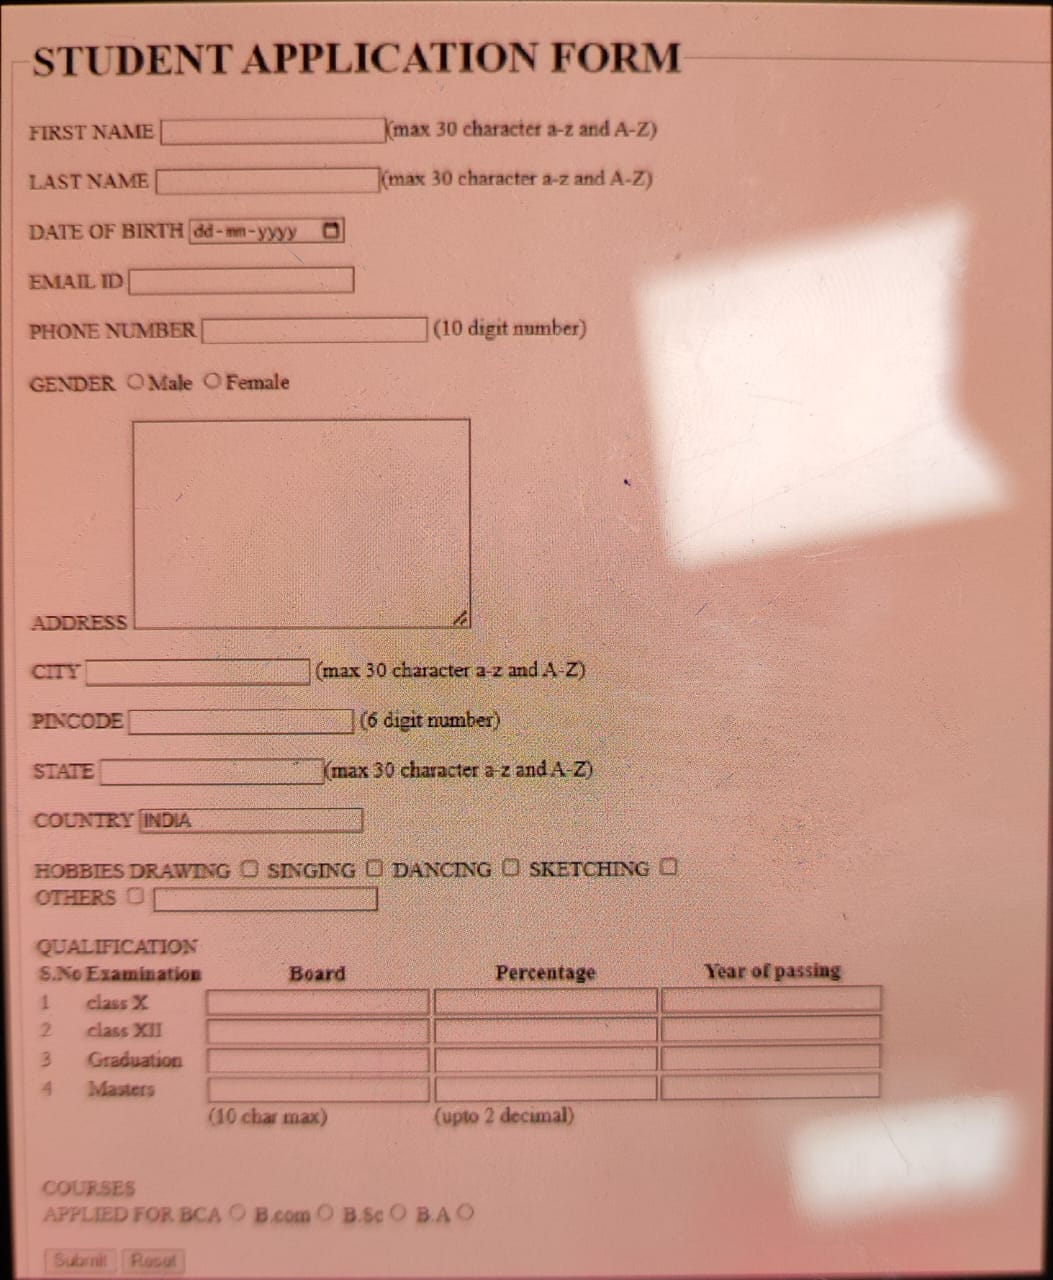 STUDENT APPLICATION FORM
FIRST NAME (max 30 character a-z and A-Z)
LAST NAME (max 30 character a-z and A-Z)
DATE OF BIRTH dd-mm-yyyy
EMAIL ID
PHONE NUMBER (10 digit number)
GENDER Male Female
ADDRESS
CITY (max 30 character a-z and A-Z)
PINCODE (6 digit number)
STATE (max 30 character a-z and A-Z)
COUNTRY INDIA
HOBBIES DRAWING SINGING DANCING SKETCHING
OTHERS
QUALIFICATION
S.No Examination Board Percentage Year of passing
1 class X
2 class XII
3 Graduation
4 Masters
(10 char max) (upto 2 decimal)
COURSES
APPLIED FOR BCA B.com B.Sc B.A
Submit Reset